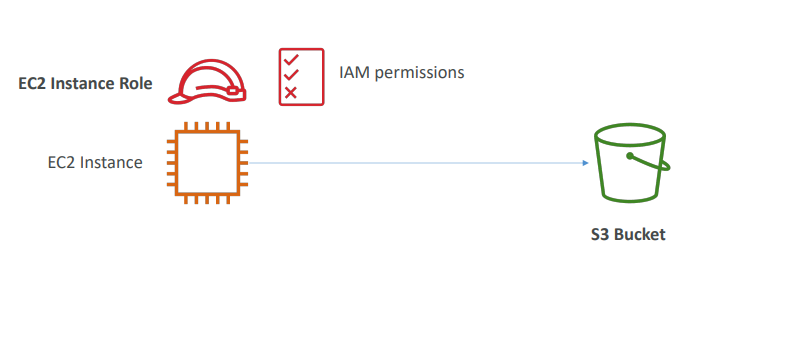 IAM permissions
EC2 Instance Role
EC2 Instance
S3 Bucket